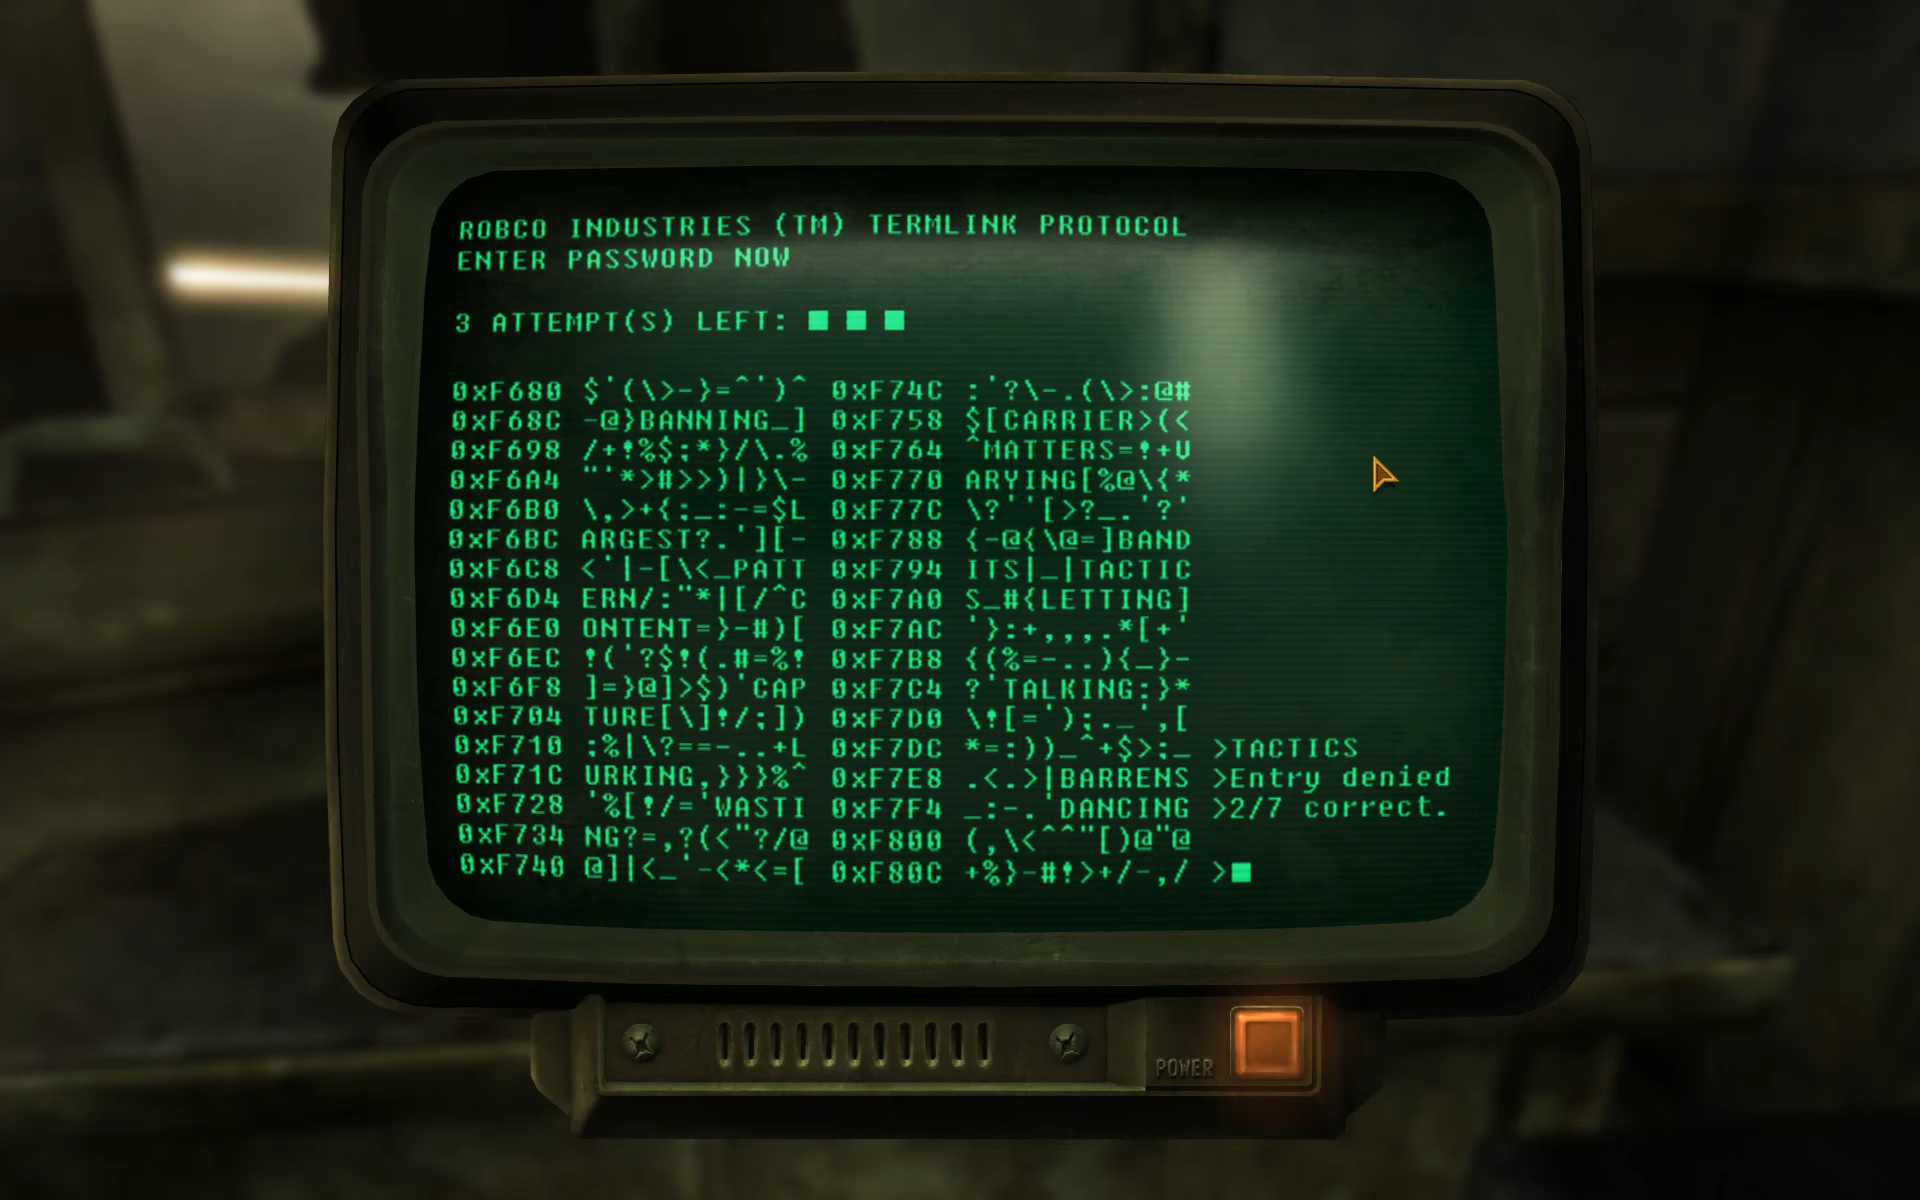 ROBCO INDUSTRIES (TM) TERMLINK PROTOCOL
ENTER PASSWORD NOW
3 ATTEMPT(S) LEFT: ■ ■ ■
0xF680 $'(\>-}=^')^ 0xF74C :'?\-.(\>:@#
0xF68C -@}BANNING_] 0xF758 $[CARRIER>(<
0xF698 /+!%$;*}/\.% 0xF764 ^MATTERS=!+V
0xF6A4 "'*>#>>)|}\- 0xF770 ARYING[%@\{*
0xF6B0 \,>+{;_:-=$L 0xF77C \?''[>?_.'?'
0xF6BC ARGEST?.'][- 0xF788 {-@{\@=]BAND
0xF6C8 <'|-[\<_PATT 0xF794 ITS|_|TACTIC
0xF6D4 ERN/:"*|[/^C 0xF7A0 S_#{LETTING]
0xF6E0 ONTENT=}-#)[ 0xF7AC '}:+,,,.*[+'
0xF6EC !('?$!(.#=%! 0xF7B8 {(%=-..){_}-
0xF6F8 ]=}@]>$)'CAP 0xF7C4 ?'TALKING:}*
0xF704 TURE[\]!/;]) 0xF7D0 \![=');._',[
0xF710 ;%|\?==-..+L 0xF7DC *=:))_^+$>;_ >TACTICS
0xF71C URKING,}}}%^ 0xF7E8 .<.>|BARRENS >Entry denied
0xF728 '%[!/='WASTI 0xF7F4 _:-.'DANCING >2/7 correct.
0xF734 NG?=,?(<"?/@ 0xF800 (,\<^^"[)@"@
0xF740 @]|<_'-<*<=[ 0xF80C +%}-#!>+/-,/ >■
POWER